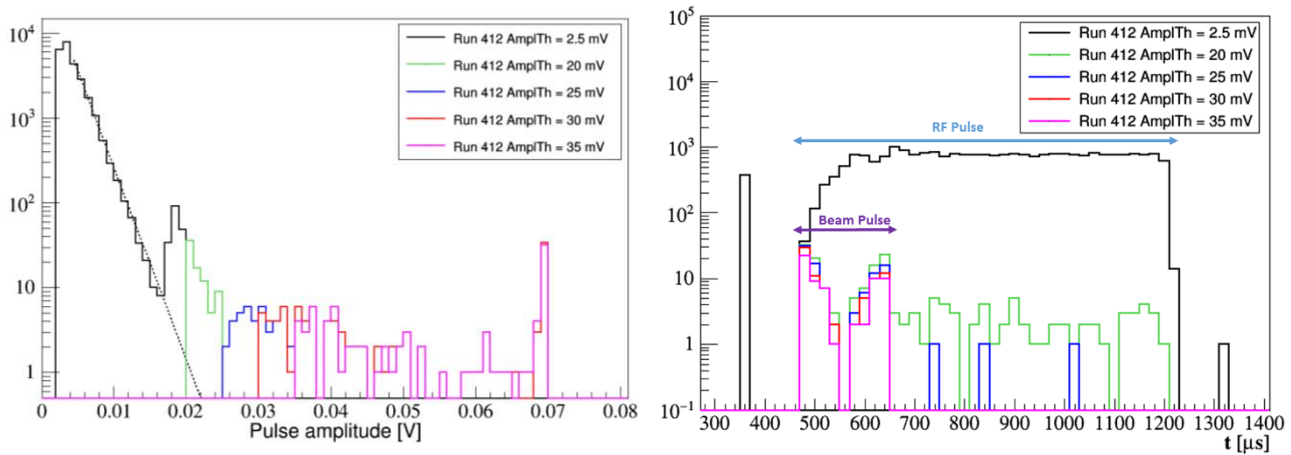 10⁴
10³
10²
10
1
0 0.01 0.02 0.03 0.04 0.05 0.06 0.07 0.08
Pulse amplitude [V]
Run 412 AmplTh = 2.5 mV
Run 412 AmplTh = 20 mV
Run 412 AmplTh = 25 mV
Run 412 AmplTh = 30 mV
Run 412 AmplTh = 35 mV
10⁵
10⁴
10³
10²
10
1
10⁻¹
300 400 500 600 700 800 900 1000 1100 1200 1300 1400
t [μs]
Run 412 AmplTh = 2.5 mV
Run 412 AmplTh = 20 mV
Run 412 AmplTh = 25 mV
Run 412 AmplTh = 30 mV
Run 412 AmplTh = 35 mV
RF Pulse
Beam Pulse